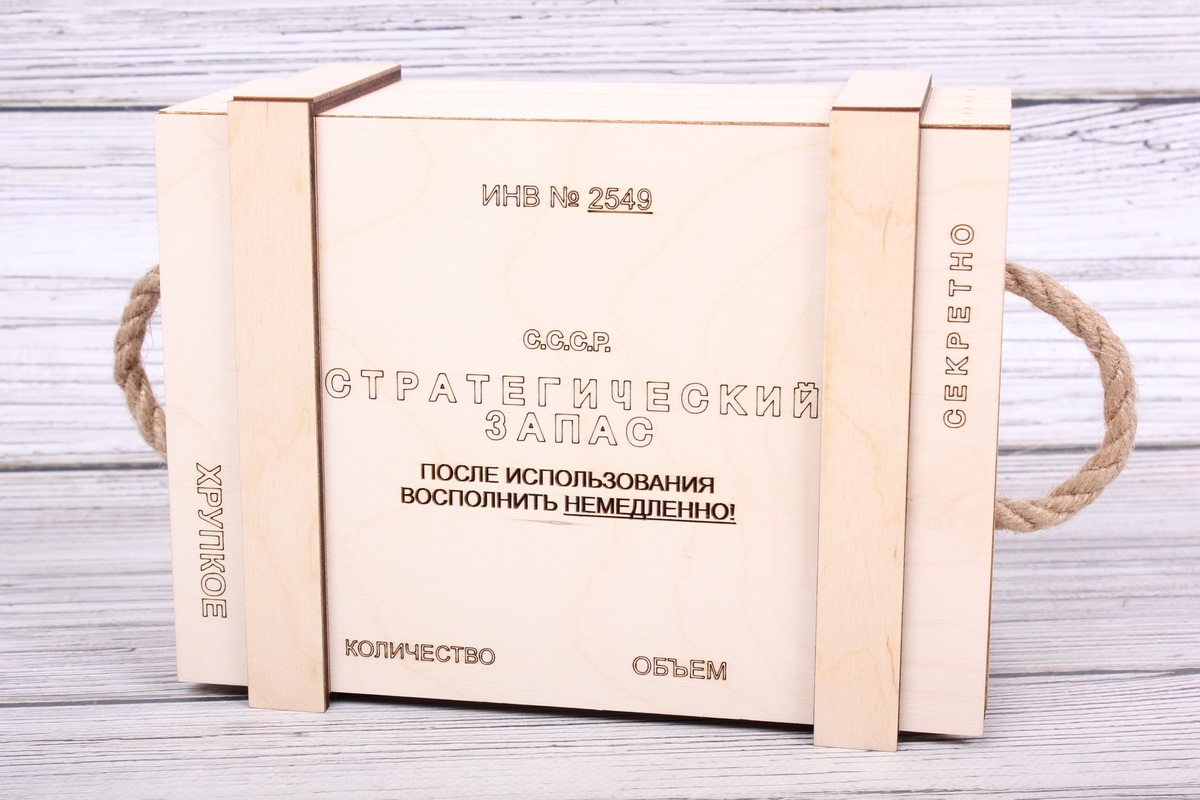 ИНВ № 2549
С.С.С.Р.
СТРАТЕГИЧЕСКИЙ
ЗАПАС
ПОСЛЕ ИСПОЛЬЗОВАНИЯ
ВОСПОЛНИТЬ НЕМЕДЛЕННО!
КОЛИЧЕСТВО
ОБЪЕМ
ХРУПКОЕ
СЕКРЕТНО